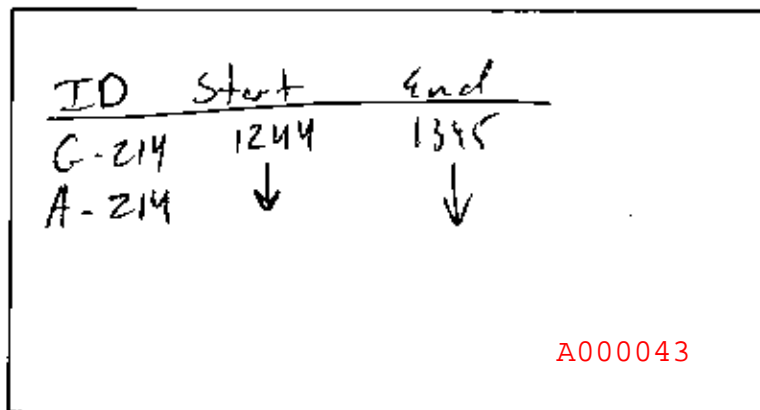 ID Start End
G-214 1244 1345
A-214 ↓ ↓
A000043